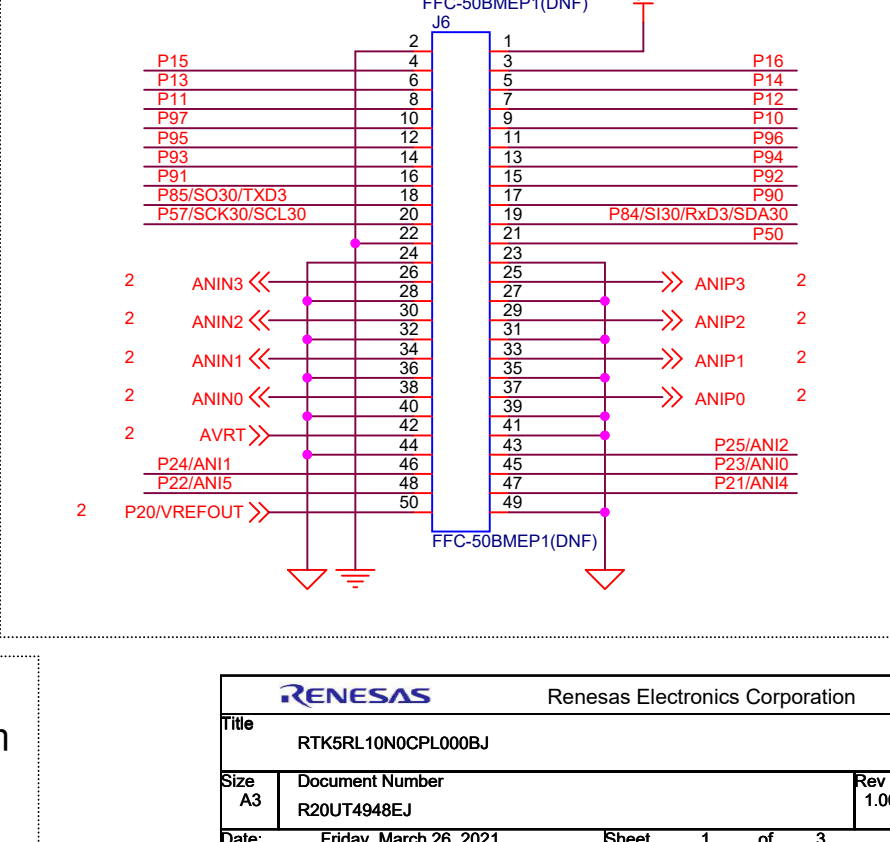 FFC-50BMEP1(DNF)
J6
2 1
P15 4 3 P16
P13 6 5 P14
P11 8 7 P12
P97 10 9 P10
P95 12 11 P96
P93 14 13 P94
P91 16 15 P92
P85/SO30/TXD3 18 17 P90
P57/SCK30/SCL30 20 19 P84/SI30/RxD3/SDA30
22 21 P50
24 23
2 ANIN3 26 25 ANIP3 2
28 27
2 ANIN2 30 29 ANIP2 2
32 31
2 ANIN1 34 33 ANIP1 2
36 35
2 ANIN0 38 37 ANIP0 2
40 39
2 AVRT 42 41
44 43 P25/ANI2
P24/ANI1 46 45 P23/ANI0
P22/ANI5 48 47 P21/ANI4
2 P20/VREFOUT 50 49
FFC-50BMEP1(DNF)
RENESAS Renesas Electronics Corporation
Title
RTK5RL10N0CPL000BJ
Size Document Number Rev
A3 R20UT4948EJ
Date: Friday, March 26, 2021 Sheet 1 of 3